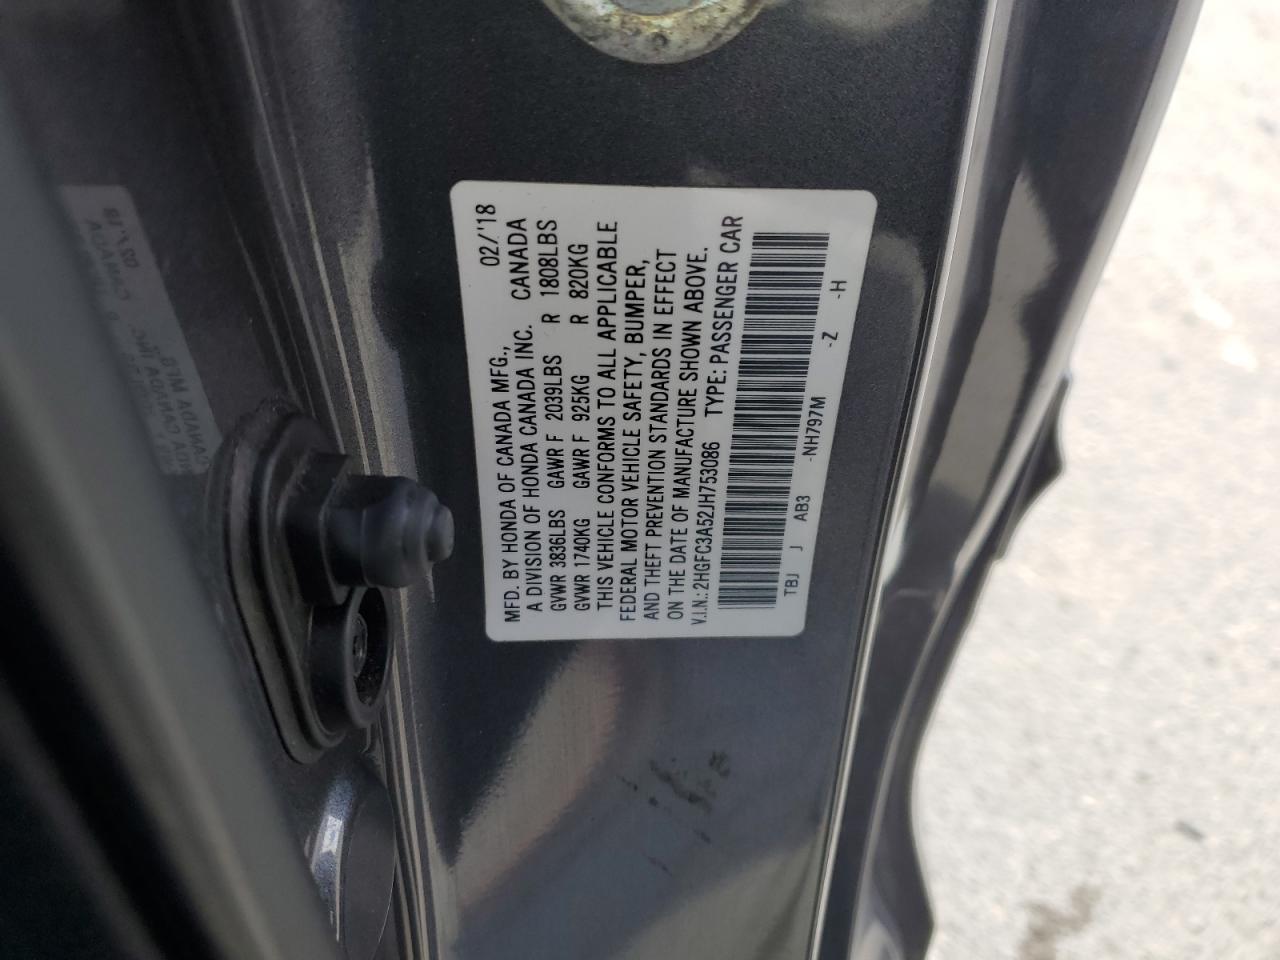 MFD. BY HONDA OF CANADA MFG., 02/'18
A DIVISION OF HONDA CANADA INC. CANADA
GVWR 3836LBS GAWR F 2039LBS R 1808LBS
GVWR 1740KG GAWR F 925KG R 820KG
THIS VEHICLE CONFORMS TO ALL APPLICABLE
FEDERAL MOTOR VEHICLE SAFETY, BUMPER,
AND THEFT PREVENTION STANDARDS IN EFFECT
ON THE DATE OF MANUFACTURE SHOWN ABOVE.
V.I.N.: 2HGFC3A52JH753086 TYPE: PASSENGER CAR
TBJ J AB3 -NH797M -Z -H